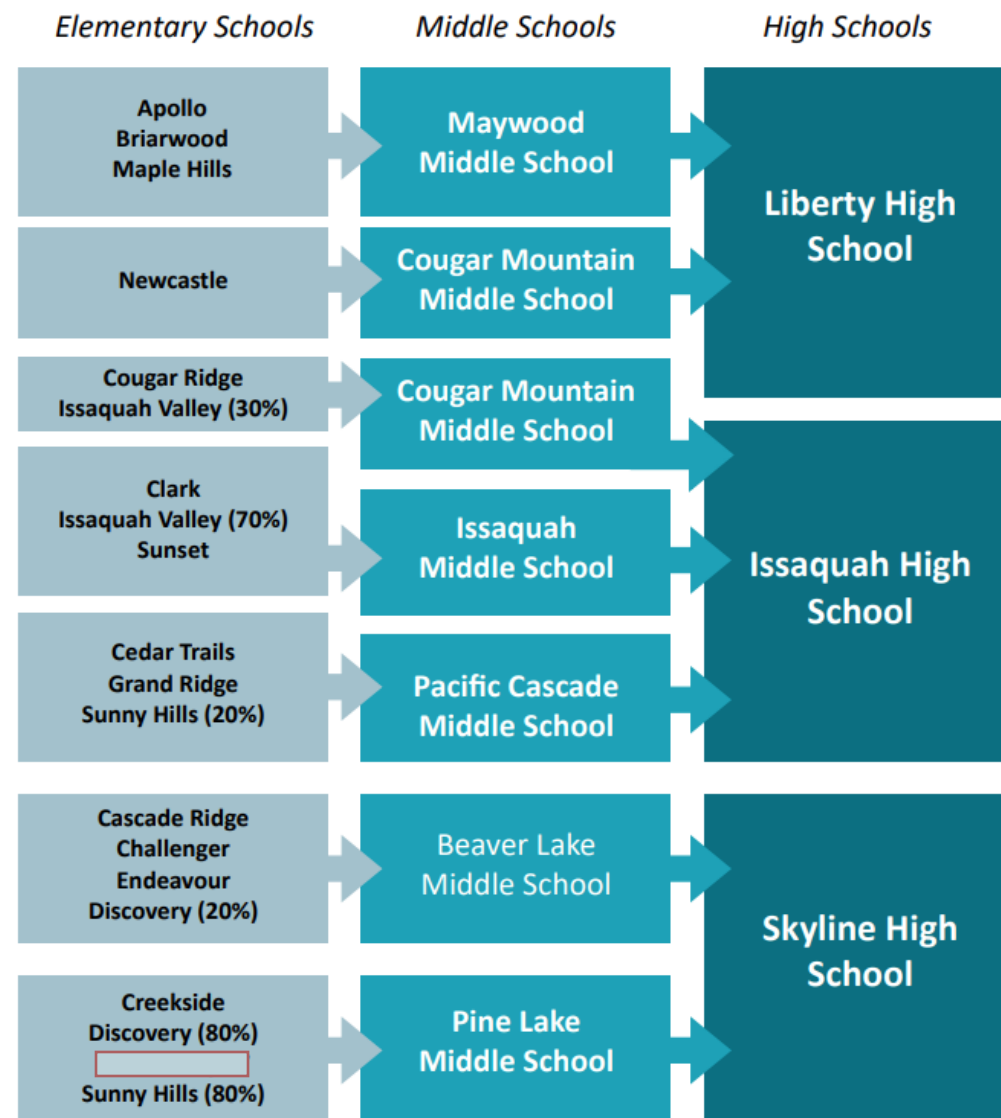 Elementary Schools
Middle Schools
High Schools
Apollo
Briarwood
Maple Hills
Maywood
Middle School
Liberty High
School
Newcastle
Cougar Mountain
Middle School
Cougar Ridge
Issaquah Valley (30%)
Cougar Mountain
Middle School
Clark
Issaquah Valley (70%)
Sunset
Issaquah
Middle School
Issaquah High
School
Cedar Trails
Grand Ridge
Sunny Hills (20%)
Pacific Cascade
Middle School
Cascade Ridge
Challenger
Endeavour
Discovery (20%)
Beaver Lake
Middle School
Skyline High
School
Creekside
Discovery (80%)
Sunny Hills (80%)
Pine Lake
Middle School